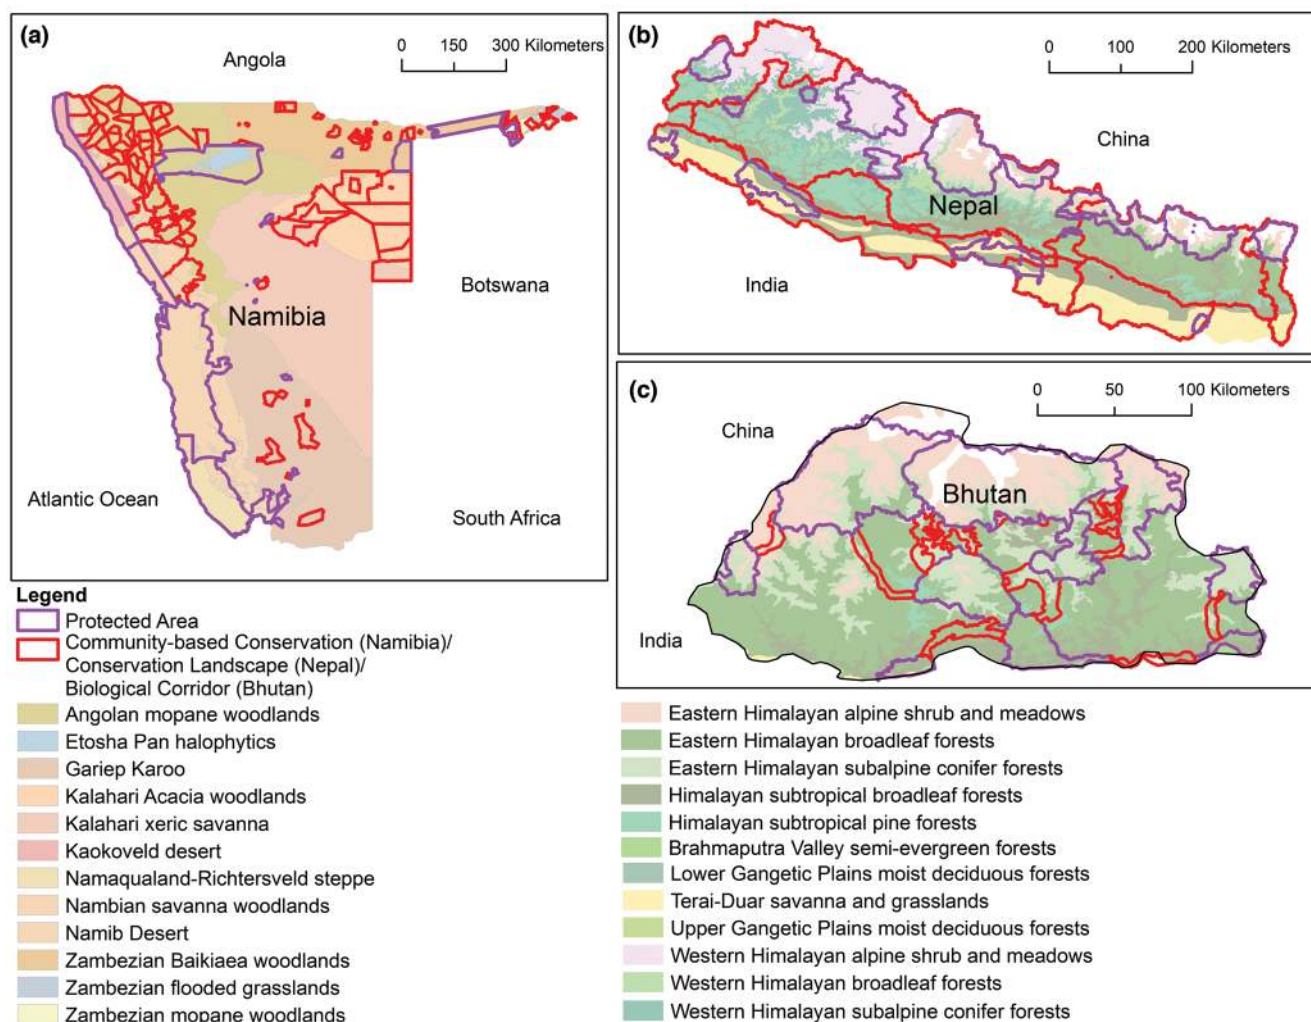 (a)
Angola
0 150 300 Kilometers
Namibia
Botswana
Atlantic Ocean
South Africa
(b)
0 100 200 Kilometers
China
Nepal
India
(c)
0 50 100 Kilometers
China
Bhutan
India
Legend
Protected Area
Community-based Conservation (Namibia)/
Conservation Landscape (Nepal)/
Biological Corridor (Bhutan)
Angolan mopane woodlands
Etosha Pan halophytics
Gariep Karoo
Kalahari Acacia woodlands
Kalahari xeric savanna
Kaokoveld desert
Namaqualand-Richtersveld steppe
Nambian savanna woodlands
Namib Desert
Zambezian Baikiaea woodlands
Zambezian flooded grasslands
Zambezian mopane woodlands
Eastern Himalayan alpine shrub and meadows
Eastern Himalayan broadleaf forests
Eastern Himalayan subalpine conifer forests
Himalayan subtropical broadleaf forests
Himalayan subtropical pine forests
Brahmaputra Valley semi-evergreen forests
Lower Gangetic Plains moist deciduous forests
Terai-Duar savanna and grasslands
Upper Gangetic Plains moist deciduous forests
Western Himalayan alpine shrub and meadows
Western Himalayan broadleaf forests
Western Himalayan subalpine conifer forests